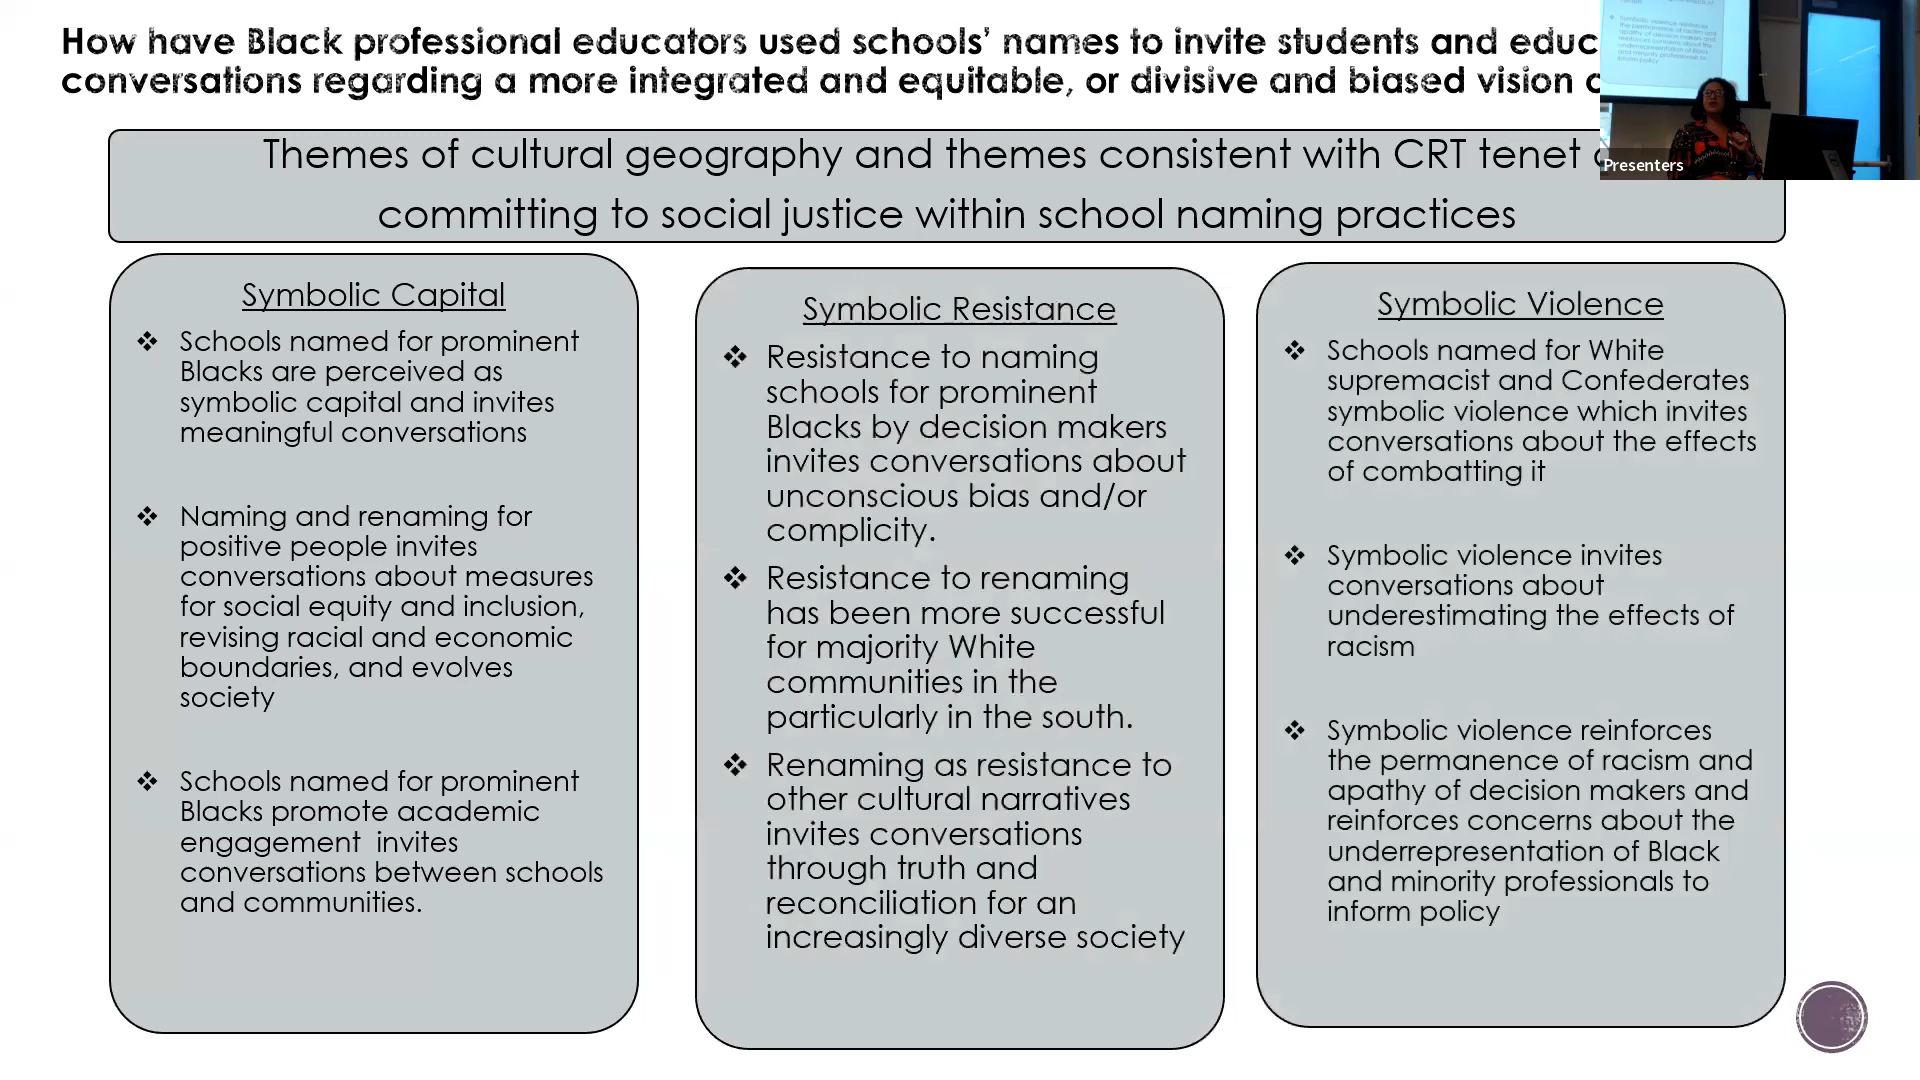 How have Black professional educators used schools' names to invite students and educ
conversations regarding a more integrated and equitable, or divisive and biased vision
Themes of cultural geography and themes consistent with CRT tenet
committing to social justice within school naming practices
Presenters
Symbolic Capital
❖ Schools named for prominent
Blacks are perceived as
symbolic capital and invites
meaningful conversations
❖ Naming and renaming for
positive people invites
conversations about measures
for social equity and inclusion,
revising racial and economic
boundaries, and evolves
society
❖ Schools named for prominent
Blacks promote academic
engagement  invites
conversations between schools
and communities.
Symbolic Resistance
❖ Resistance to naming
schools for prominent
Blacks by decision makers
invites conversations about
unconscious bias and/or
complicity.
❖ Resistance to renaming
has been more successful
for majority White
communities in the
particularly in the south.
❖ Renaming as resistance to
other cultural narratives
invites conversations
through truth and
reconciliation for an
increasingly diverse society
Symbolic Violence
❖ Schools named for White
supremacist and Confederates
symbolic violence which invites
conversations about the effects
of combatting it
❖ Symbolic violence invites
conversations about
underestimating the effects of
racism
❖ Symbolic violence reinforces
the permanence of racism and
apathy of decision makers and
reinforces concerns about the
underrepresentation of Black
and minority professionals to
inform policy